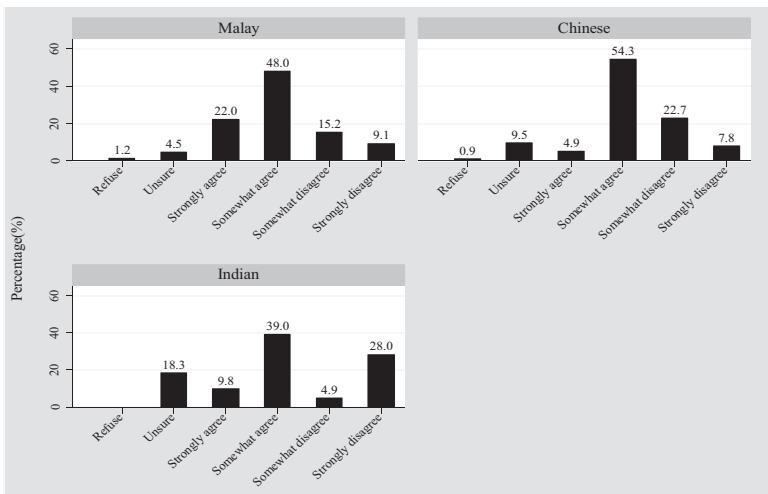 Malay
60
40
20
0
1.2
4.5
22.0
48.0
15.2
9.1
Refuse
Unsure
Strongly agree
Somewhat agree
Somewhat disagree
Strongly disagree
Chinese
0.9
9.5
4.9
54.3
22.7
7.8
Refuse
Unsure
Strongly agree
Somewhat agree
Somewhat disagree
Strongly disagree
Percentage(%)
Indian
60
40
20
0
18.3
9.8
39.0
4.9
28.0
Refuse
Unsure
Strongly agree
Somewhat agree
Somewhat disagree
Strongly disagree